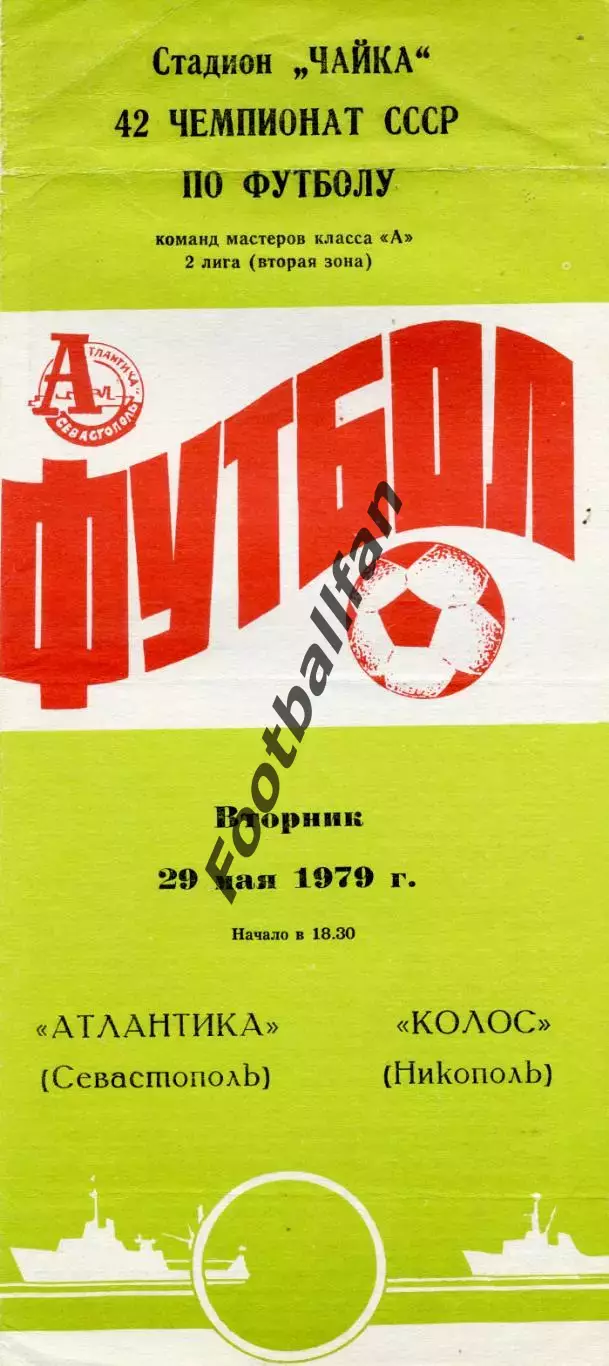 Стадион „ЧАЙКА“
42 ЧЕМПИОНАТ СССР
ПО ФУТБОЛУ
команд мастеров класса «А»
2 лига (вторая зона)
А
ТЛАНТИКА
СЕВАСТОПОЛЬ
ФУТБОЛ
Footballfan
Вторник
29 мая 1979 г.
Начало в 18.30
«АТЛАНТИКА» «КОЛОС»
(Севастополь) (Никополь)